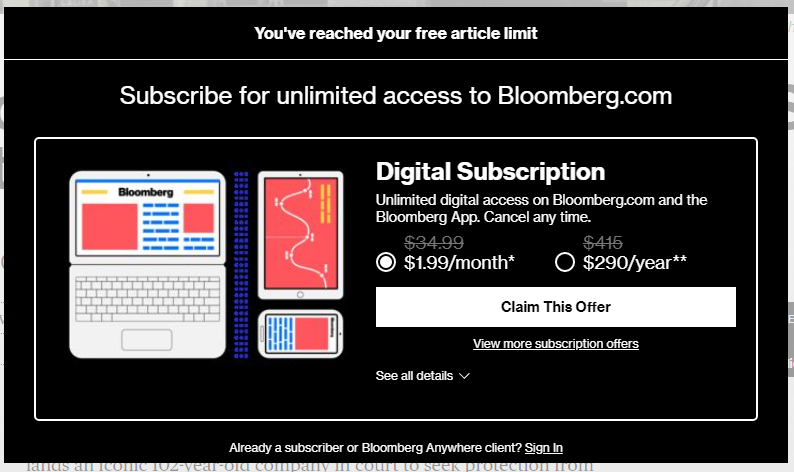 You've reached your free article limit
Subscribe for unlimited access to Bloomberg.com
Bloomberg
Digital Subscription
Unlimited digital access on Bloomberg.com and the
Bloomberg App. Cancel any time.
$34.99 $415
$1.99/month* $290/year**
Claim This Offer
View more subscription offers
See all details
Already a subscriber or Bloomberg Anywhere client? Sign In
lands an iconic 102-year-old company in court to seek protection from